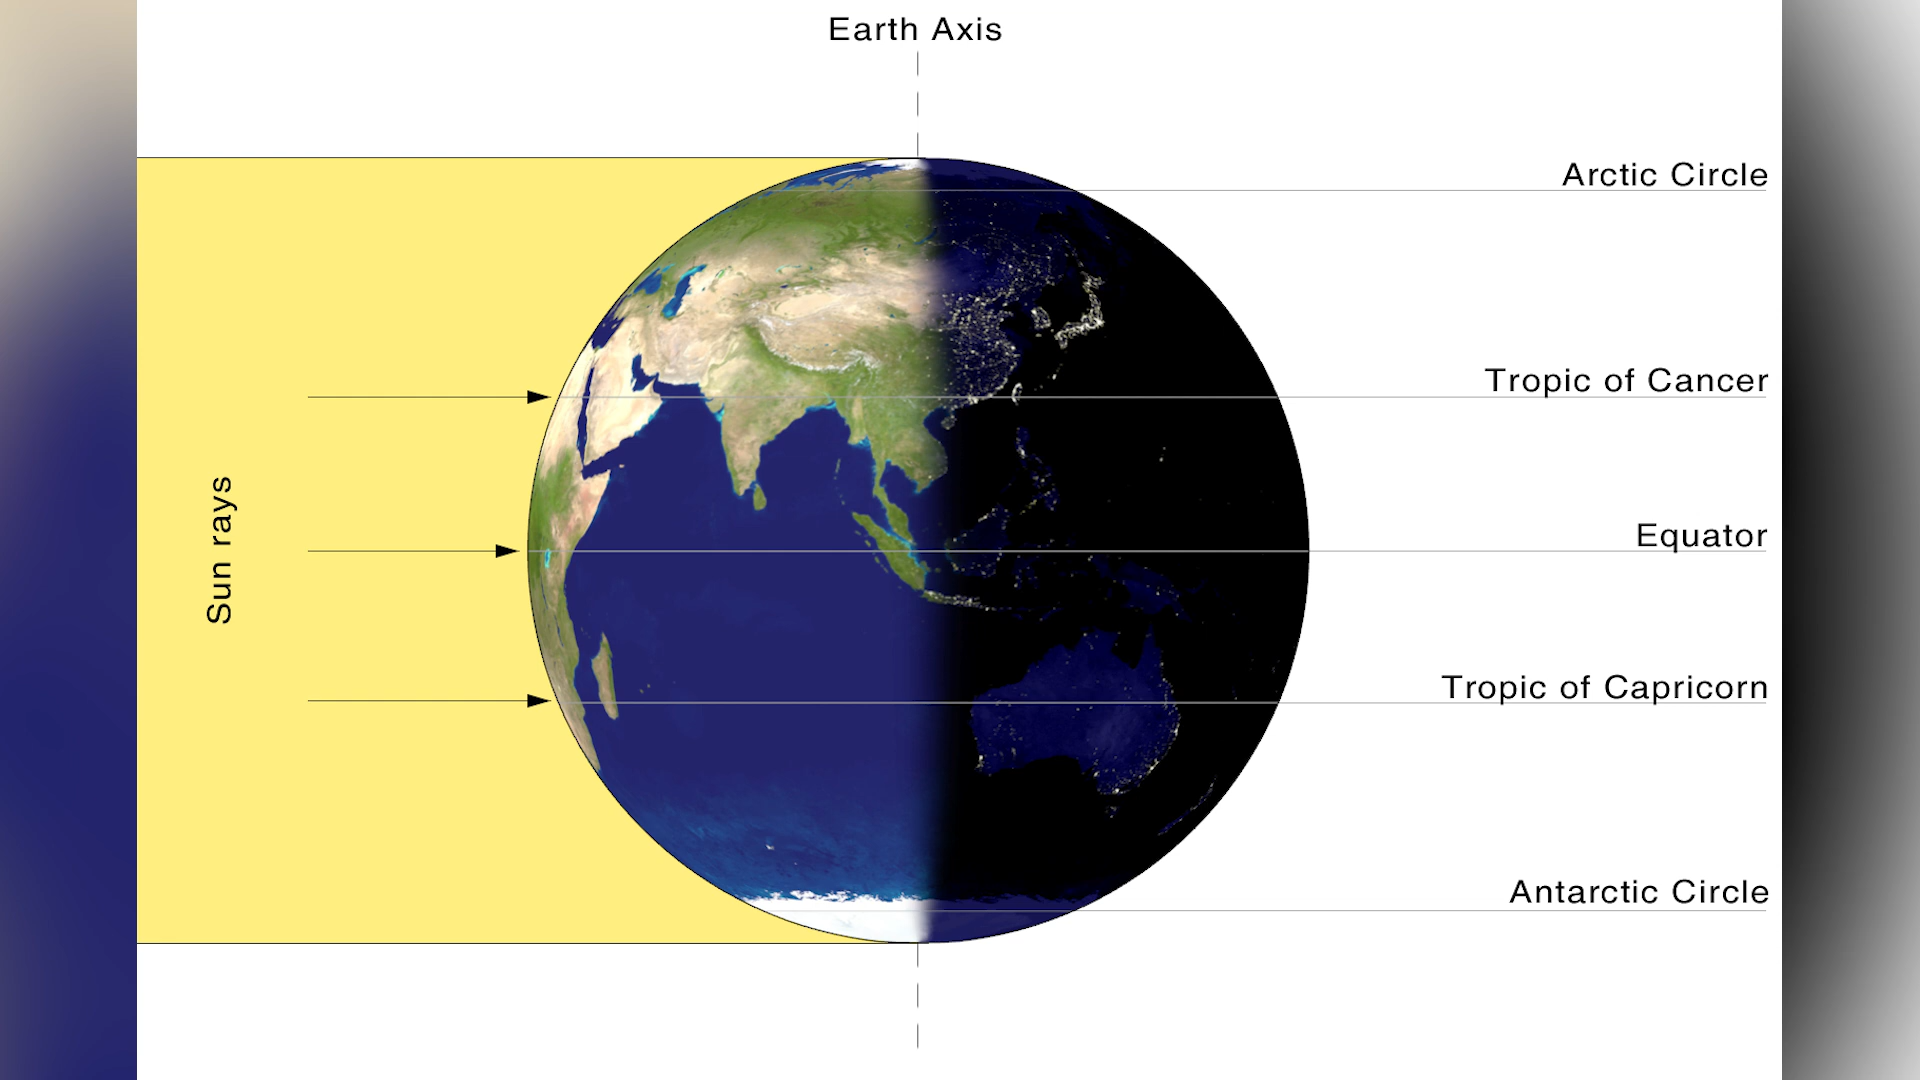 Earth Axis
Arctic Circle
Tropic of Cancer
Sun rays
Equator
Tropic of Capricorn
Antarctic Circle